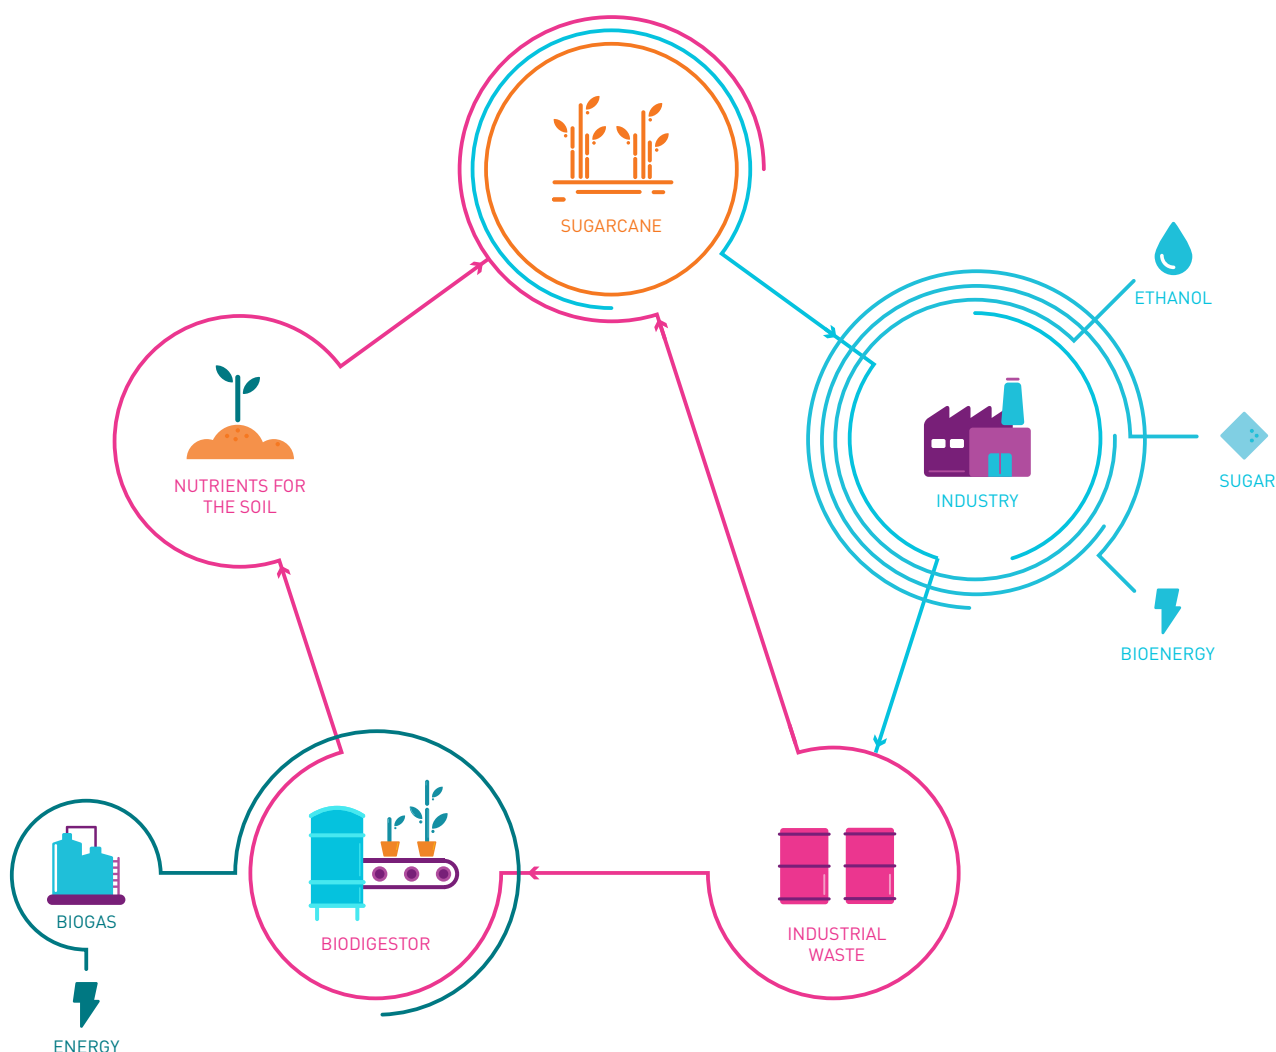 SUGARCANE
ETHANOL
NUTRIENTS FOR
THE SOIL
SUGAR
INDUSTRY
BIOENERGY
BIOGAS
BIODIGESTOR
INDUSTRIAL
WASTE
ENERGY